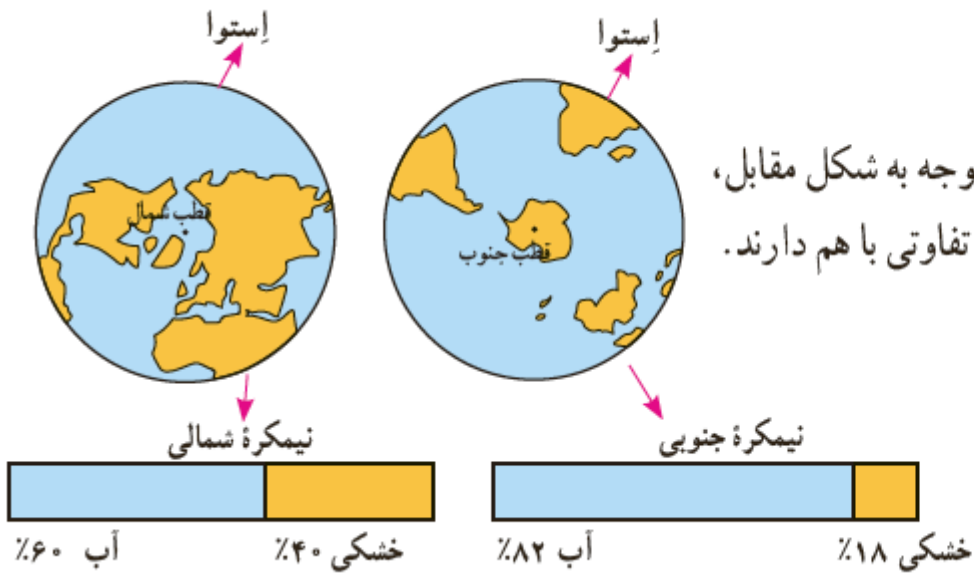 اِستوا
اِستوا
وجه به شکل مقابل،
تفاوتی با هم دارند.
قطب شمال
قطب جنوب
نیمکرهٔ شمالی
نیمکرهٔ جنوبی
آب ۶۰٪
خشکی ۴۰٪
آب ۸۲٪
خشکی ۱۸٪